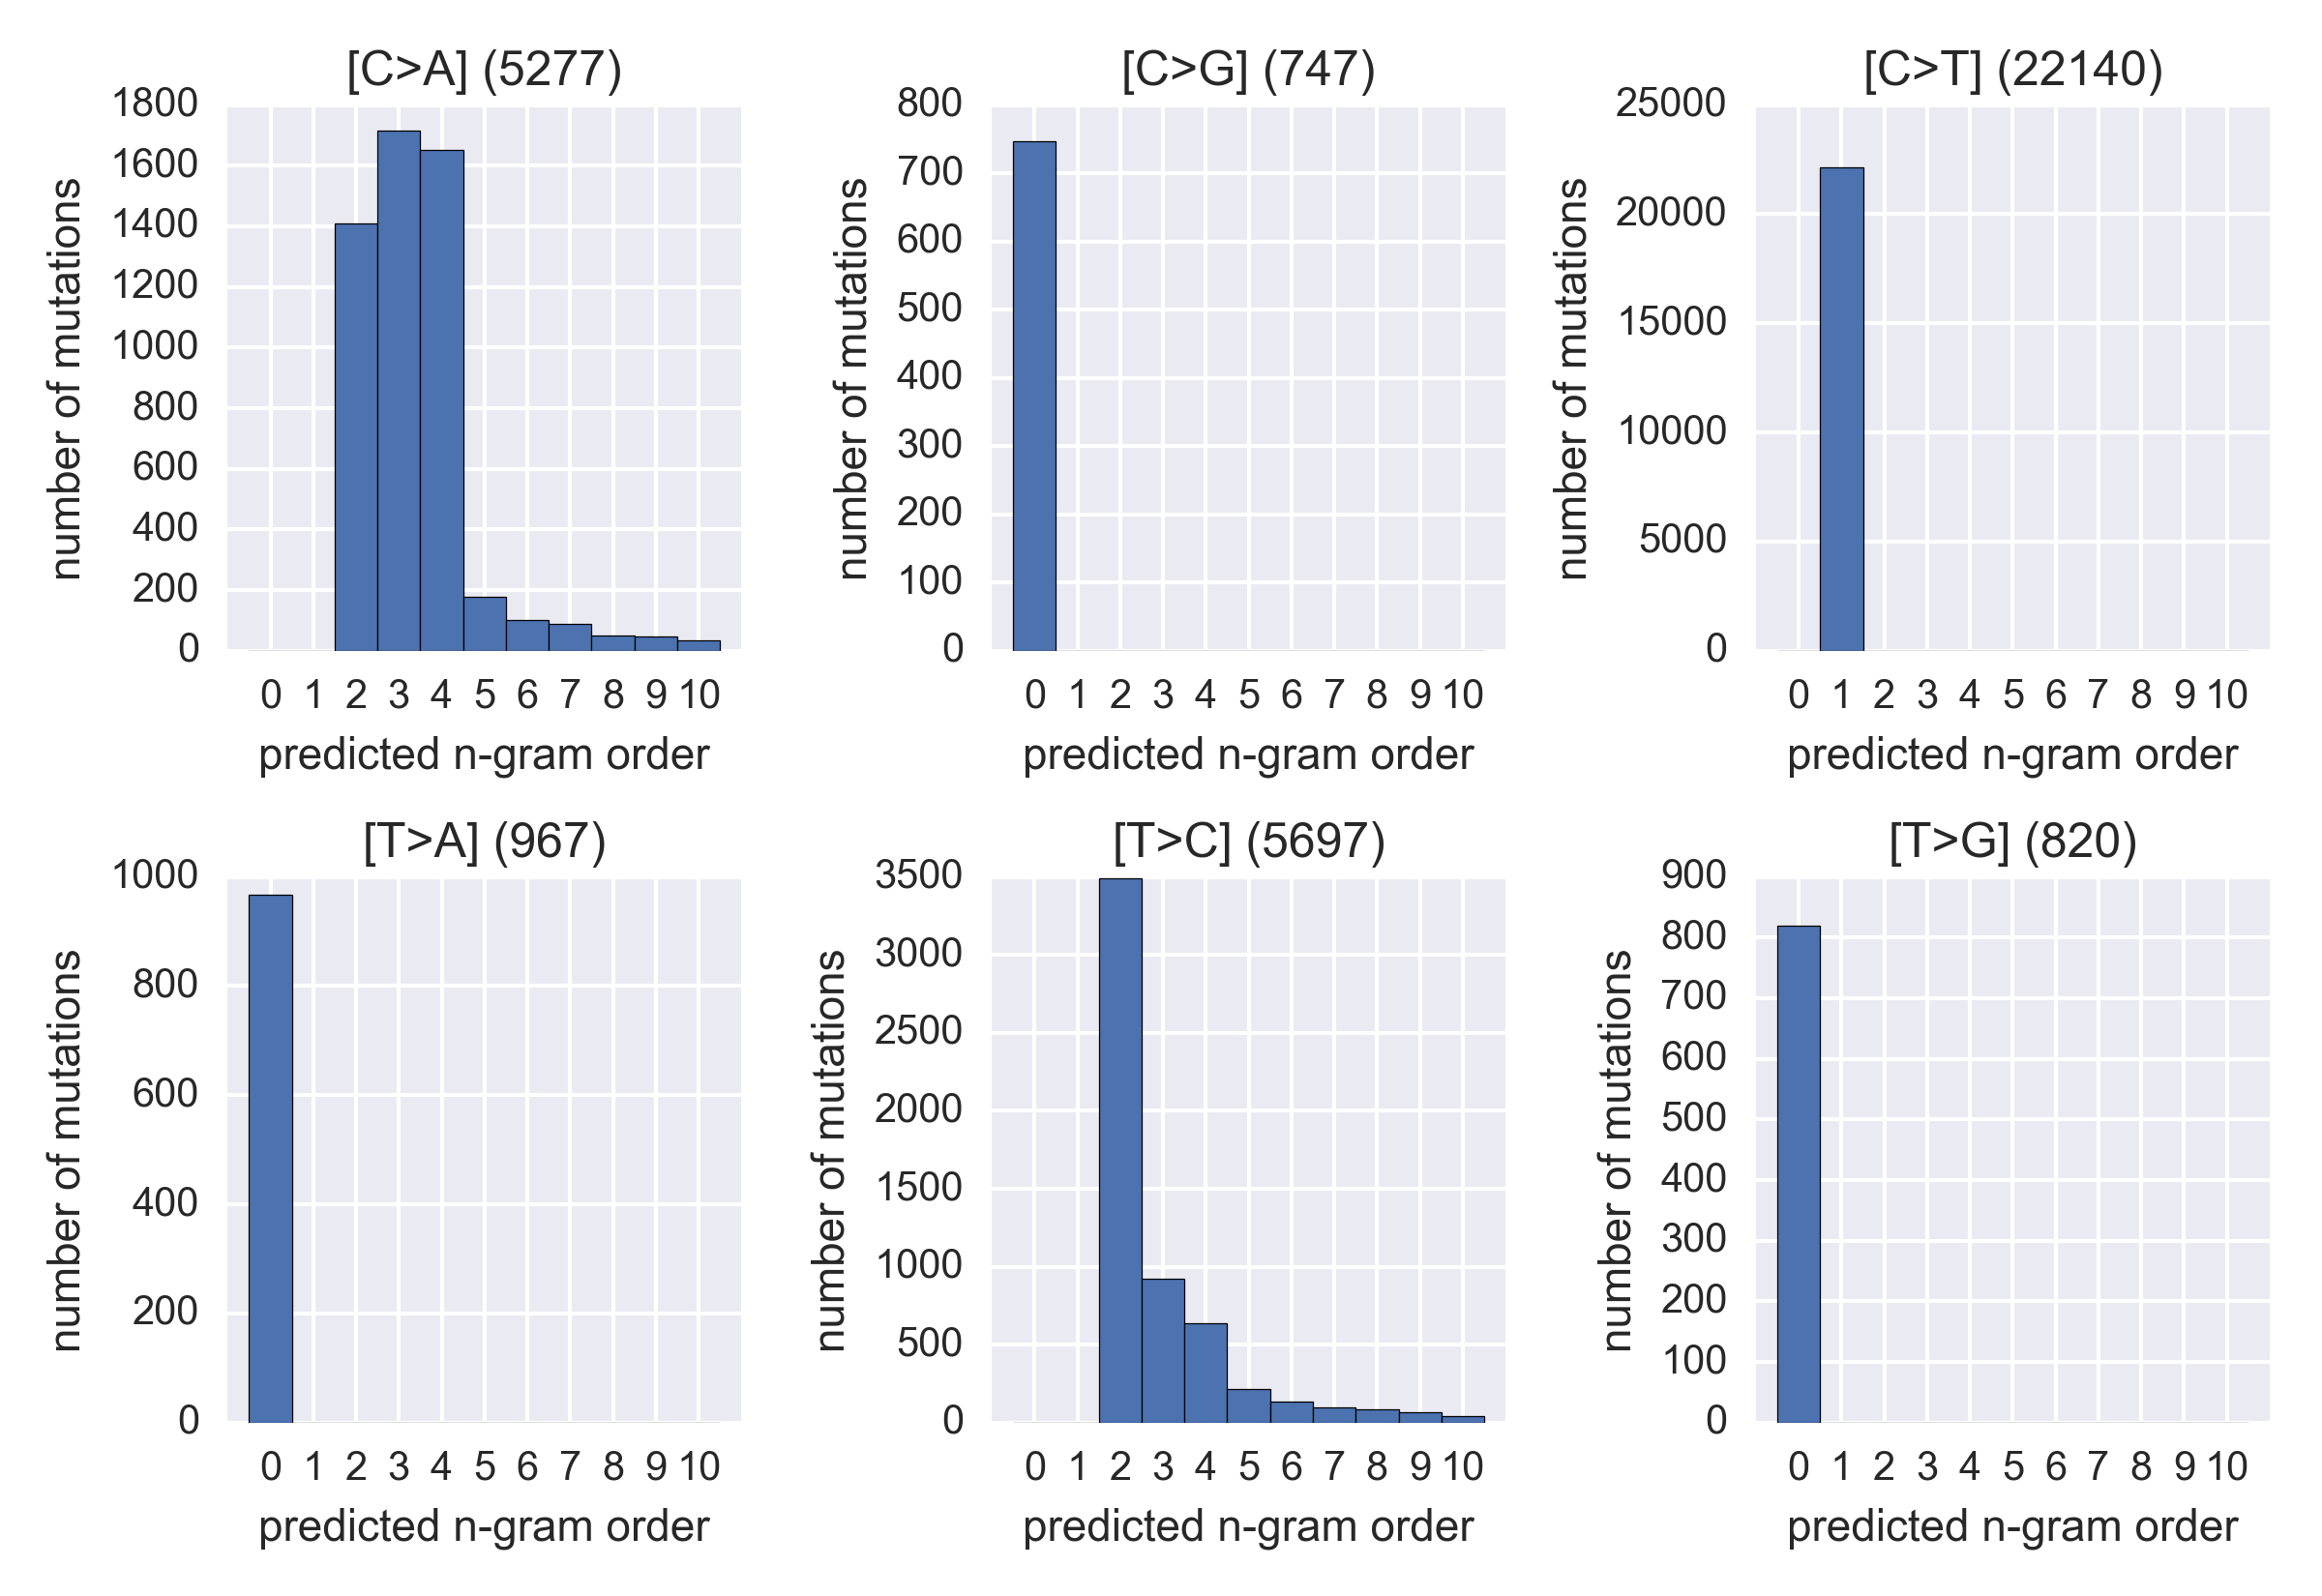 [C>A] (5277)
1800
1600
1400
1200
1000
800
600
400
200
0
number of mutations
0 1 2 3 4 5 6 7 8 9 10
predicted n-gram order
[C>G] (747)
800
700
600
500
400
300
200
100
0
number of mutations
0 1 2 3 4 5 6 7 8 9 10
predicted n-gram order
[C>T] (22140)
25000
20000
15000
10000
5000
0
number of mutations
0 1 2 3 4 5 6 7 8 9 10
predicted n-gram order
[T>A] (967)
1000
800
600
400
200
0
number of mutations
0 1 2 3 4 5 6 7 8 9 10
predicted n-gram order
[T>C] (5697)
3500
3000
2500
2000
1500
1000
500
0
number of mutations
0 1 2 3 4 5 6 7 8 9 10
predicted n-gram order
[T>G] (820)
900
800
700
600
500
400
300
200
100
0
number of mutations
0 1 2 3 4 5 6 7 8 9 10
predicted n-gram order